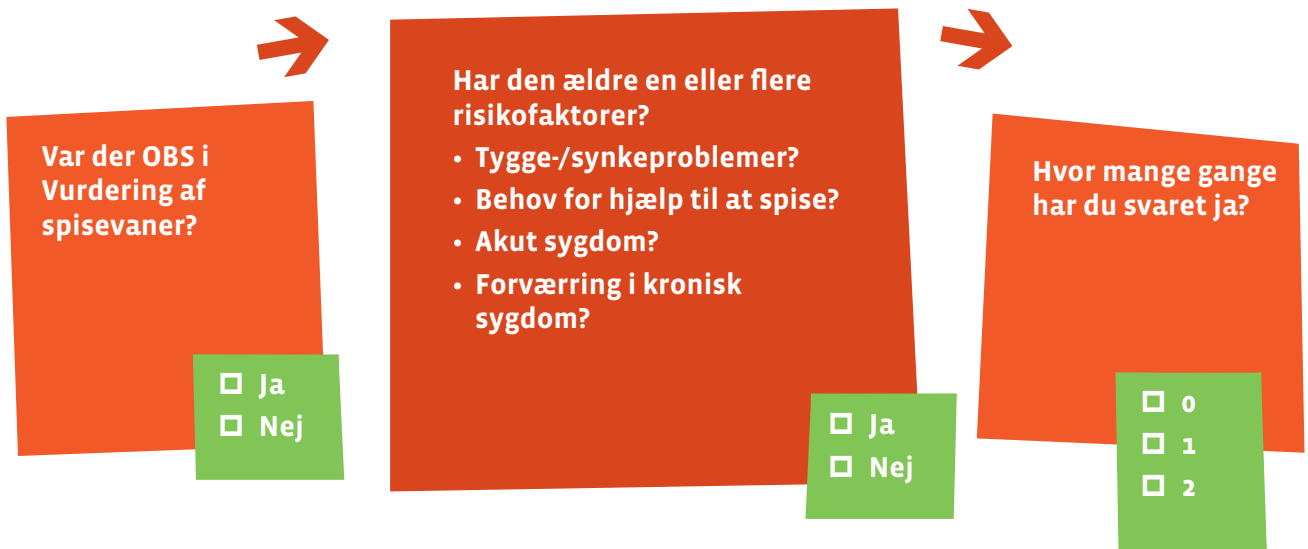 Var der OBS i
Vurdering af
spisevaner?
☐ Ja
☐ Nej
Har den ældre en eller flere
risikofaktorer?
• Tygge-/synkeproblemer?
• Behov for hjælp til at spise?
• Akut sygdom?
• Forværring i kronisk
sygdom?
☐ Ja
☐ Nej
Hvor mange gange
har du svaret ja?
☐ 0
☐ 1
☐ 2